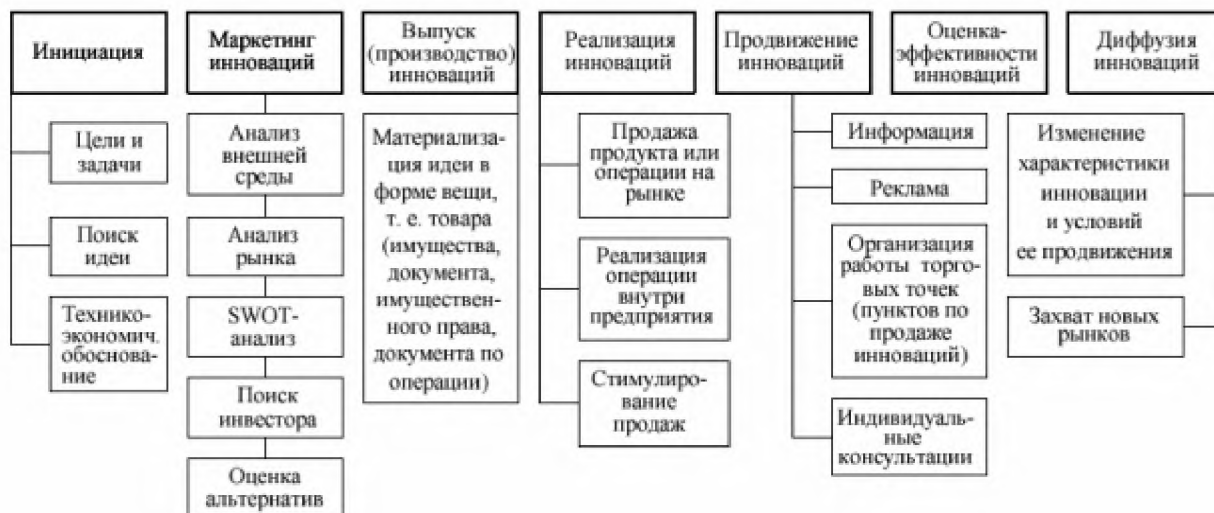 Инициация
Цели и
задачи
Поиск
идеи
Технико-
экономич.
обоснова-
ние
Маркетинг
инноваций
Анализ
внешней
среды
Анализ
рынка
SWOT-
анализ
Поиск
инвестора
Оценка
альтернатив
Выпуск
(производство)
инноваций
Материализа-
ция идеи в
форме вещи,
т. е. товара
(имущества,
документа,
имуществен-
ного права,
документа по
операции)
Реализация
инноваций
Продажа
продукта или
операции на
рынке
Реализация
операции
внутри
предприятия
Стимулиро-
вание
продаж
Продвижение
инноваций
Информация
Реклама
Организация
работы торго-
вых точек
(пунктов по
продаже
инноваций)
Индивидуаль-
ные
консультации
Оценка-
эффективности
инноваций
Диффузия
инноваций
Изменение
характеристики
инновации
и условий
ее продвижения
Захват новых
рынков